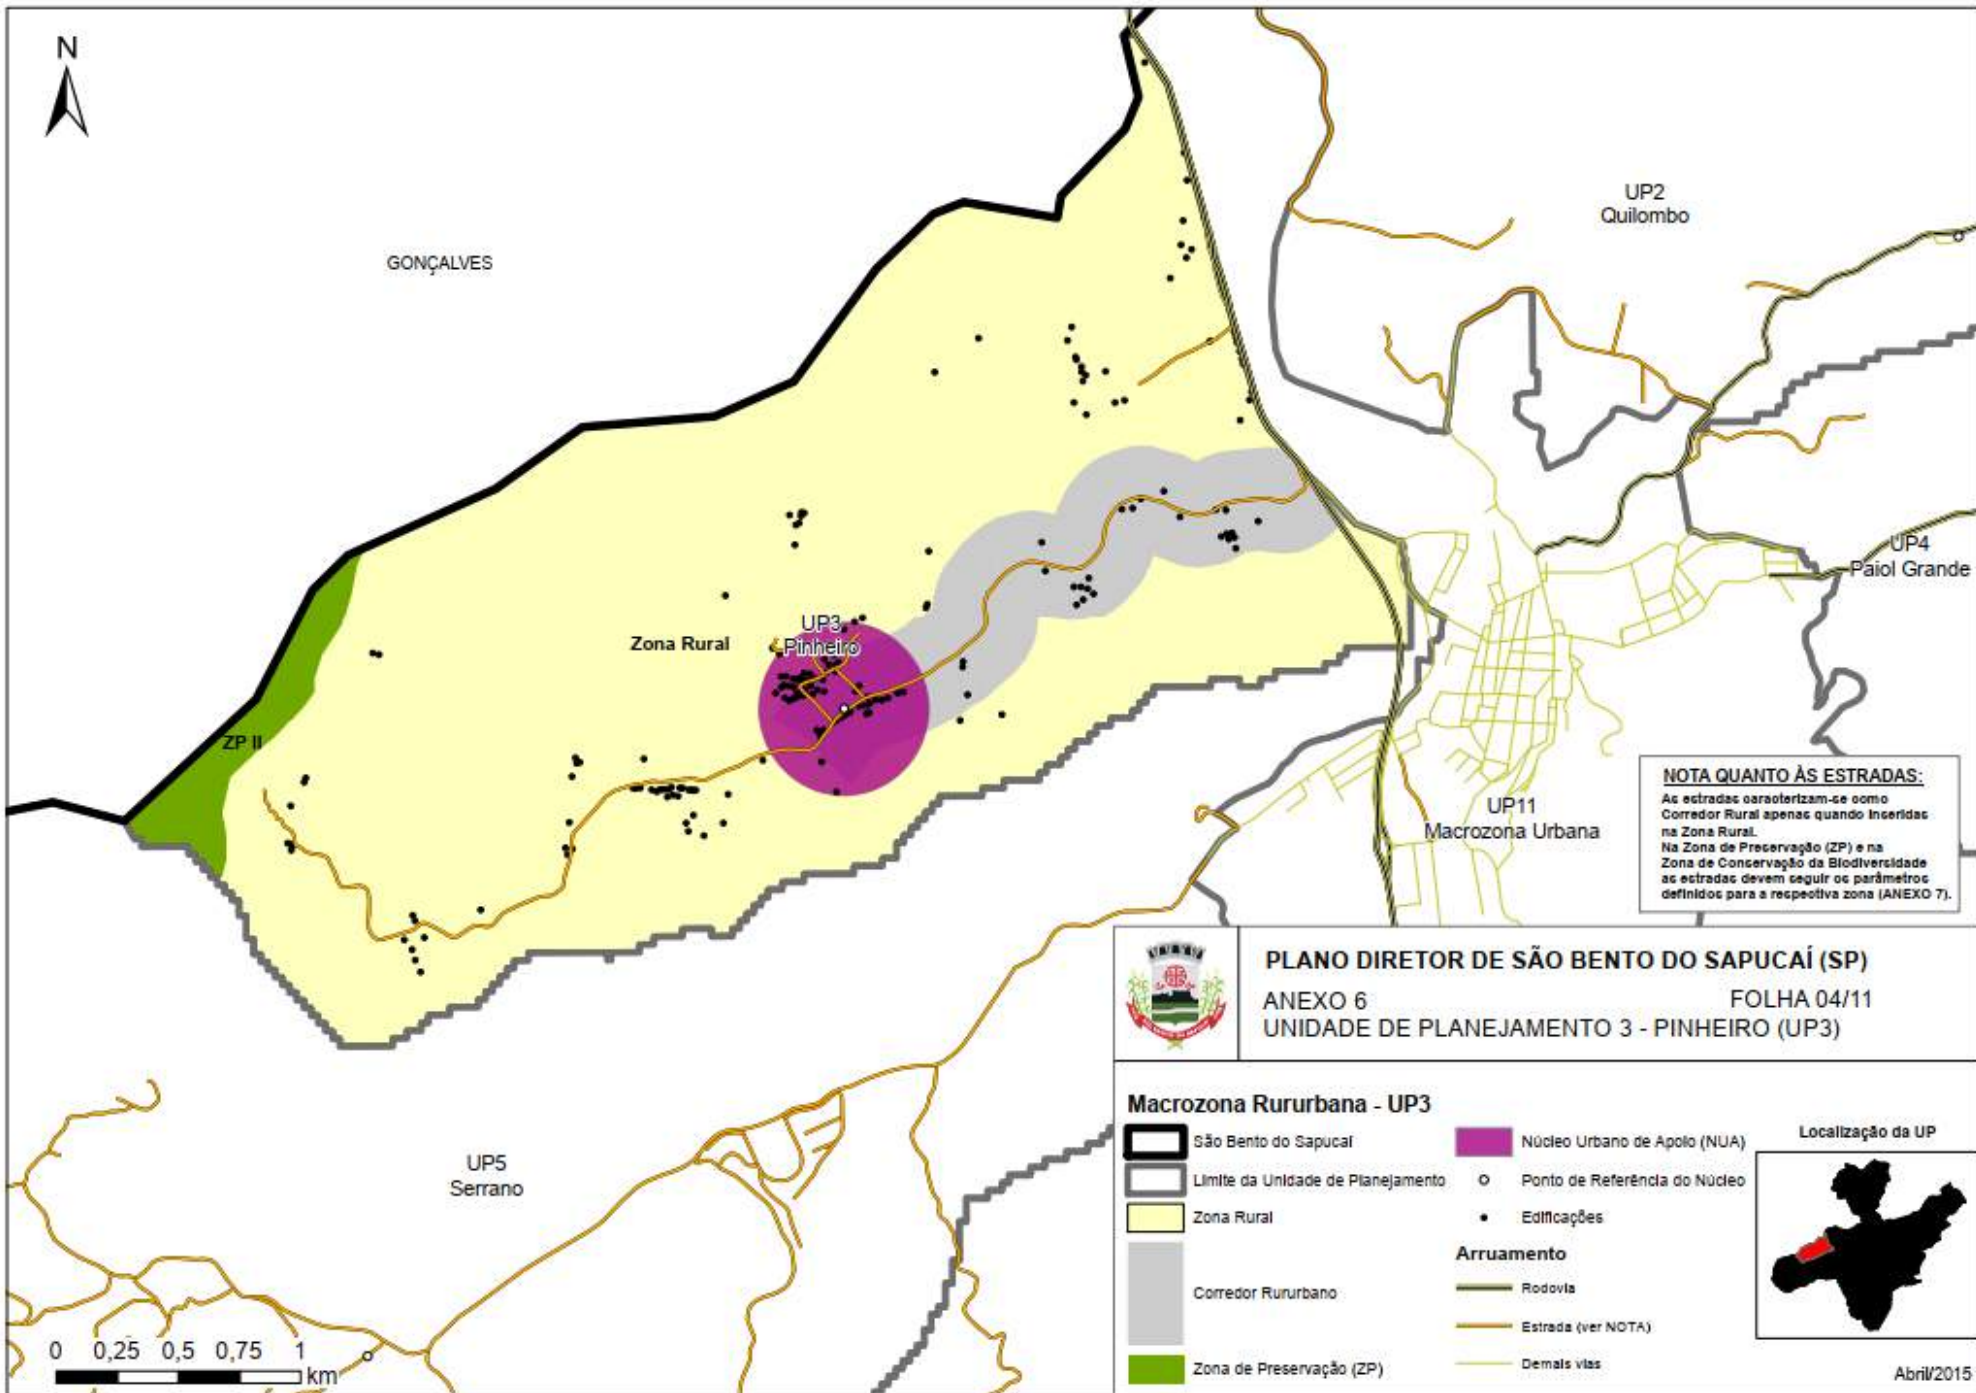 N
GONÇALVES
UP2
Quilombo
UP4
Paiol Grande
UP3
Pinheiro
Zona Rural
ZP II
UP11
Macrozona Urbana
UP5
Serrano
NOTA QUANTO ÀS ESTRADAS:
As estradas caracterizam-se como
Corredor Rural apenas quando inseridas
na Zona Rural.
Na Zona de Preservação (ZP) e na
Zona de Conservação da Biodiversidade
as estradas devem seguir os parâmetros
definidos para a respectiva zona (ANEXO 7).
PLANO DIRETOR DE SÃO BENTO DO SAPUCAÍ (SP)
ANEXO 6 FOLHA 04/11
UNIDADE DE PLANEJAMENTO 3 - PINHEIRO (UP3)
Macrozona Rururbana - UP3
São Bento do Sapucaí
Limite da Unidade de Planejamento
Zona Rural
Corredor Rururbano
Zona de Preservação (ZP)
Núcleo Urbano de Apoio (NUA)
Ponto de Referência do Núcleo
Edificações
Arruamento
Rodovia
Estrada (ver NOTA)
Demais vias
Localização da UP
Abril/2015
0 0,25 0,5 0,75 1
km